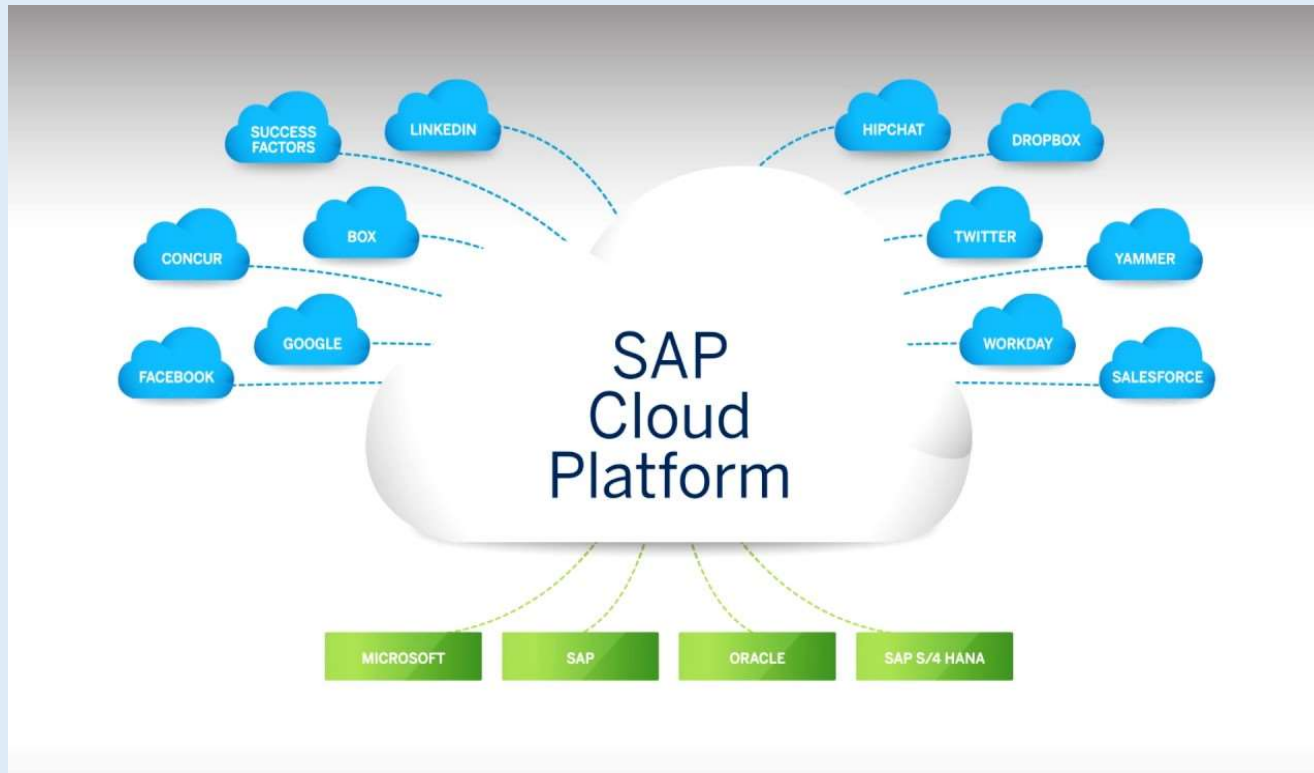 SUCCESS
FACTORS
LINKEDIN
HIPCHAT
DROPBOX
CONCUR
BOX
TWITTER
YAMMER
FACEBOOK
GOOGLE
WORKDAY
SALESFORCE
SAP
Cloud
Platform
MICROSOFT
SAP
ORACLE
SAP S/4 HANA